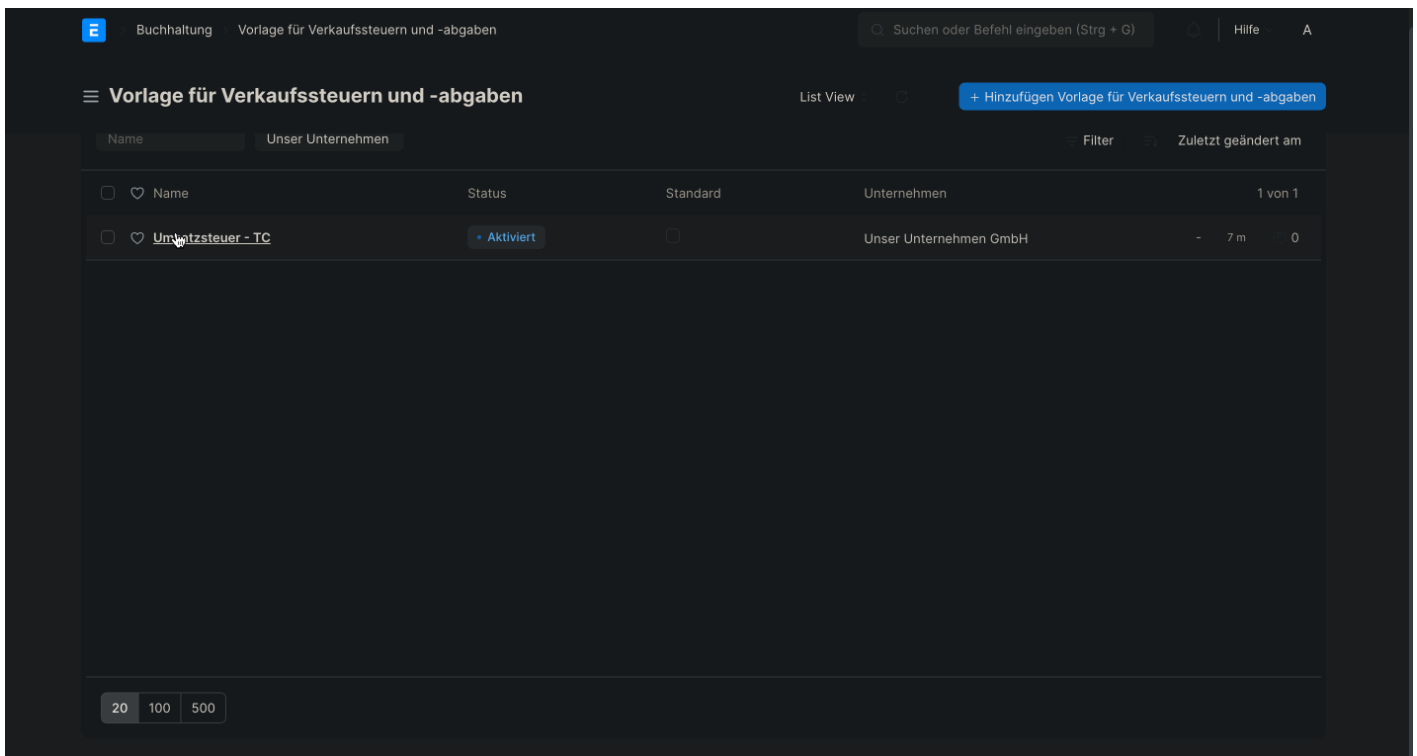 E Buchhaltung Vorlage für Verkaufssteuern und -abgaben Suchen oder Befehl eingeben (Strg + G) Hilfe A
Vorlage für Verkaufssteuern und -abgaben List View + Hinzufügen Vorlage für Verkaufssteuern und -abgaben
Name Unser Unternehmen Filter Zuletzt geändert am
Name Status Standard Unternehmen 1 von 1
Umsatzsteuer - TC Aktiviert Unser Unternehmen GmbH - 7 m 0
20 100 500